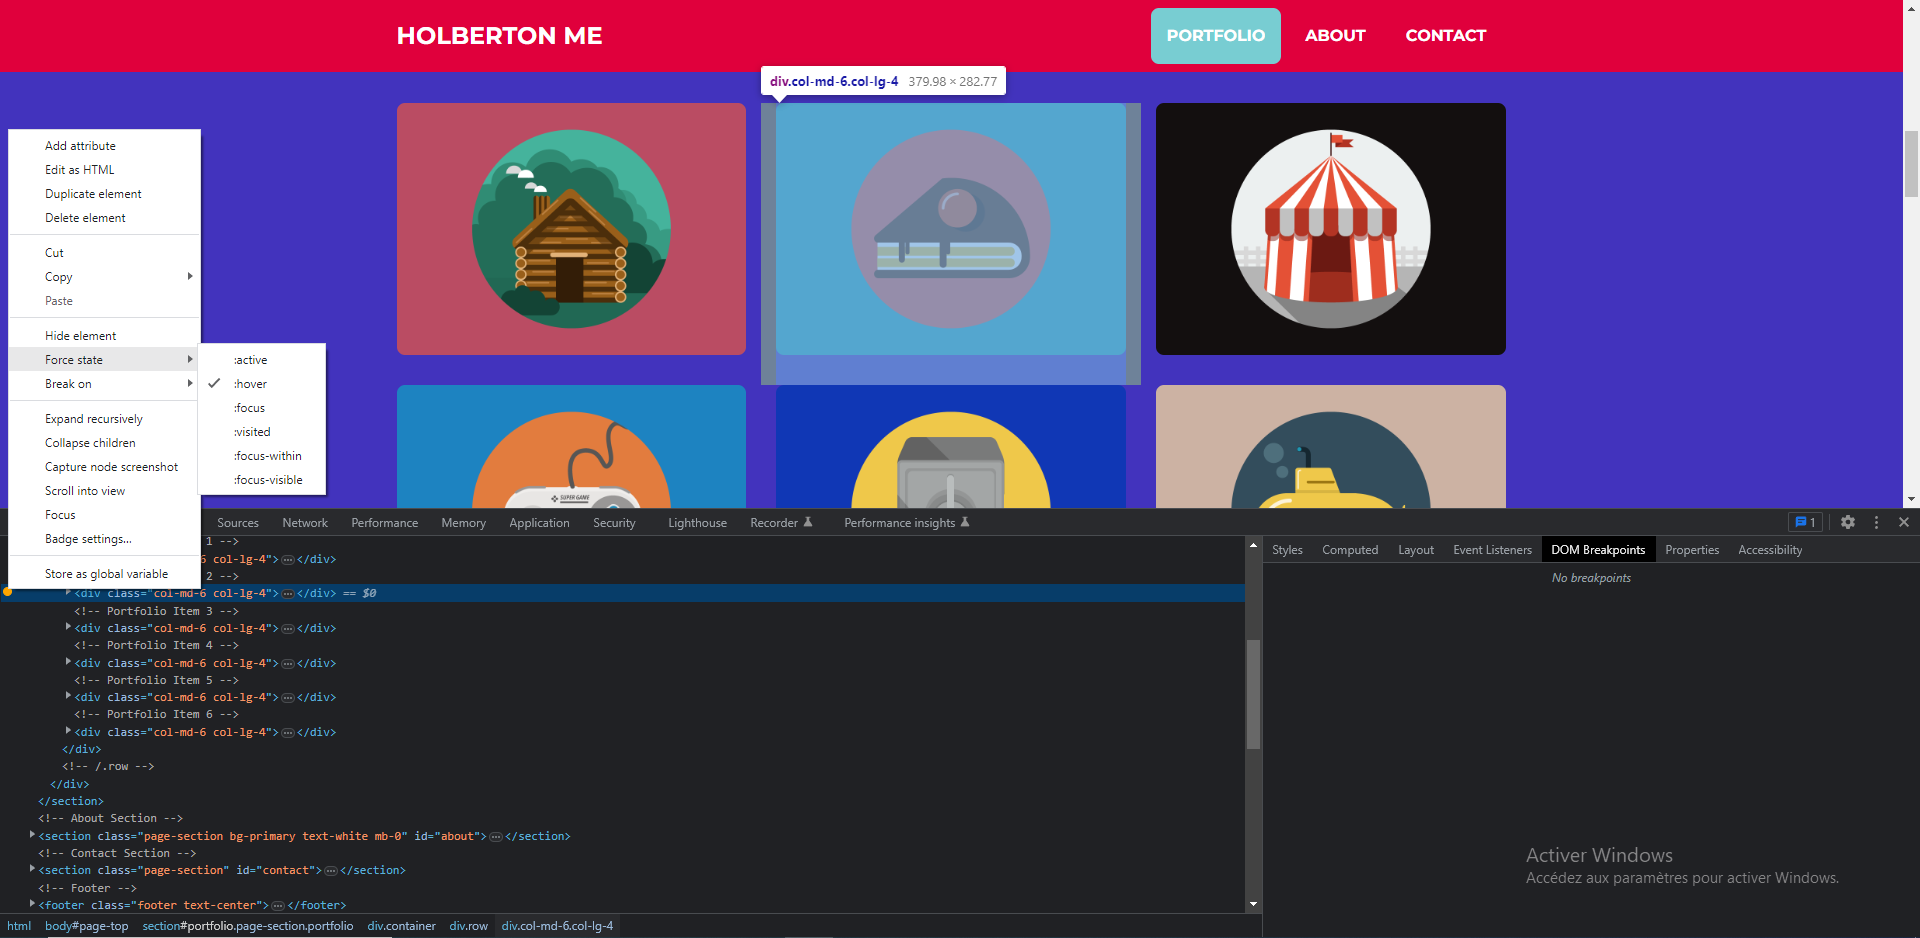 HOLBERTON ME
PORTFOLIO ABOUT CONTACT
div.col-md-6.col-lg-4 379.98 × 282.77
Add attribute
Edit as HTML
Duplicate element
Delete element
Cut
Copy
Paste
Hide element
Force state
Break on
Expand recursively
Collapse children
Capture node screenshot
Scroll into view
Focus
Badge settings...
Store as global variable
:active
:hover
:focus
:visited
:focus-within
:focus-visible
SUPER GAME
Sources Network Performance Memory Application Security Lighthouse Recorder Performance insights 1
Styles Computed Layout Event Listeners DOM Breakpoints Properties Accessibility
No breakpoints
1 -->
col-lg-4">…</div>
2 -->
<div class="col-md-6 col-lg-4">…</div> == $0
<!-- Portfolio Item 3 -->
<div class="col-md-6 col-lg-4">…</div>
<!-- Portfolio Item 4 -->
<div class="col-md-6 col-lg-4">…</div>
<!-- Portfolio Item 5 -->
<div class="col-md-6 col-lg-4">…</div>
<!-- Portfolio Item 6 -->
<div class="col-md-6 col-lg-4">…</div>
</div>
<!-- /.row -->
</div>
</section>
<!-- About Section -->
<section class="page-section bg-primary text-white mb-0" id="about">…</section>
<!-- Contact Section -->
<section class="page-section" id="contact">…</section>
<!-- Footer -->
<footer class="footer text-center">…</footer>
html body#page-top section#portfolio.page-section.portfolio div.container div.row div.col-md-6.col-lg-4
Activer Windows
Accédez aux paramètres pour activer Windows.